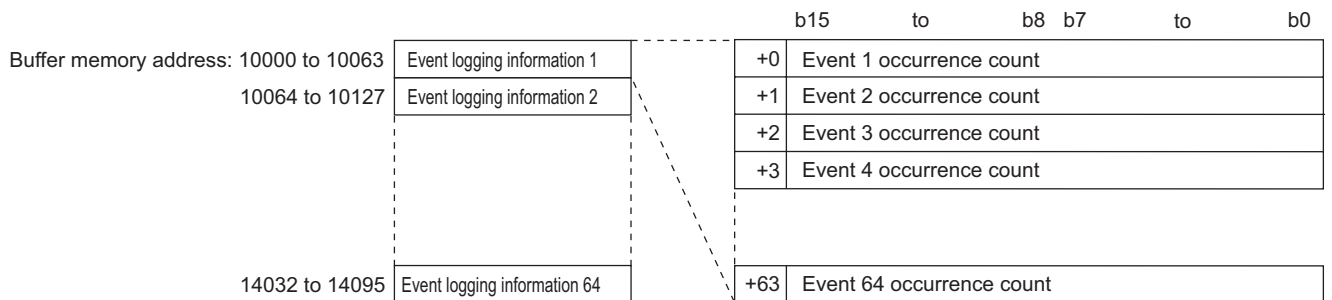 b15 to b8 b7 to b0
Buffer memory address: 10000 to 10063 Event logging information 1 +0 Event 1 occurrence count
10064 to 10127 Event logging information 2 +1 Event 2 occurrence count
+2 Event 3 occurrence count
+3 Event 4 occurrence count
14032 to 14095 Event logging information 64 +63 Event 64 occurrence count